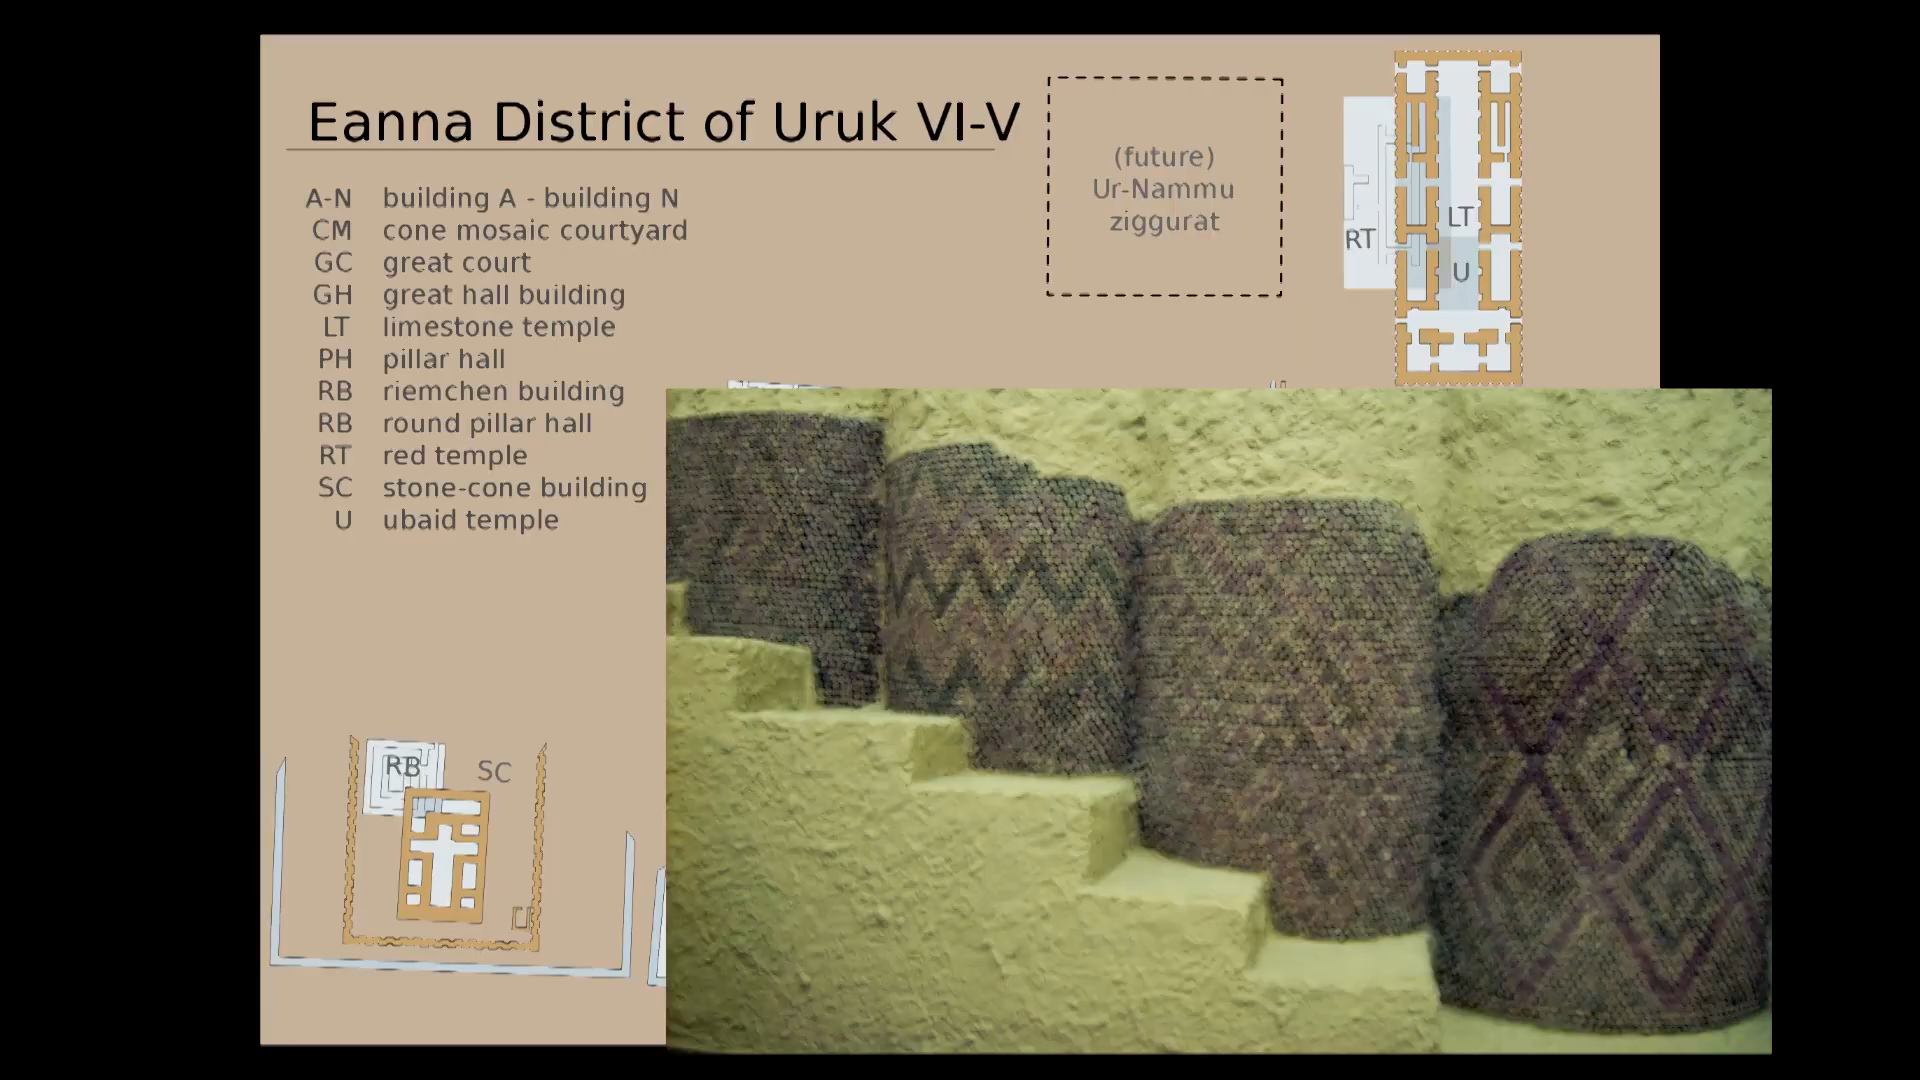 Eanna District of Uruk VI-V
A-N building A - building N
CM cone mosaic courtyard
GC great court
GH great hall building
LT limestone temple
PH pillar hall
RB riemchen building
RB round pillar hall
RT red temple
SC stone-cone building
U ubaid temple
(future)
Ur-Nammu
ziggurat
LT
RT
U
RB
SC